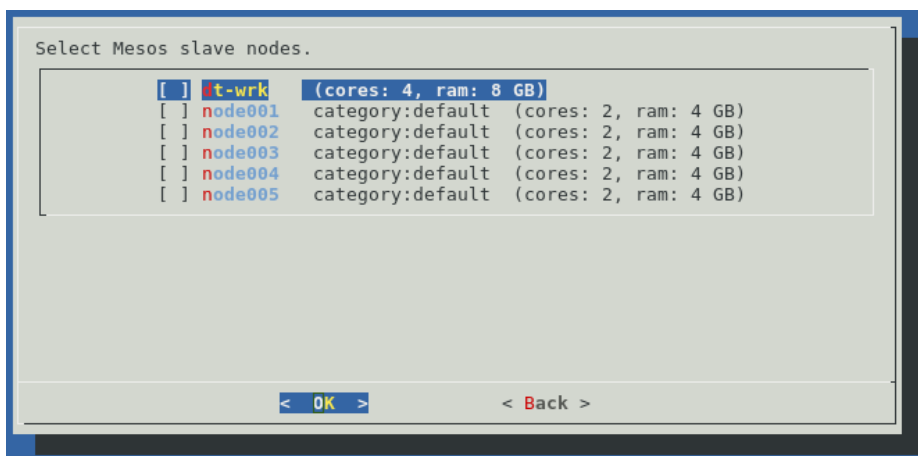 Select Mesos slave nodes.
[ ] dt-wrk (cores: 4, ram: 8 GB)
[ ] node001 category:default (cores: 2, ram: 4 GB)
[ ] node002 category:default (cores: 2, ram: 4 GB)
[ ] node003 category:default (cores: 2, ram: 4 GB)
[ ] node004 category:default (cores: 2, ram: 4 GB)
[ ] node005 category:default (cores: 2, ram: 4 GB)
< OK > < Back >